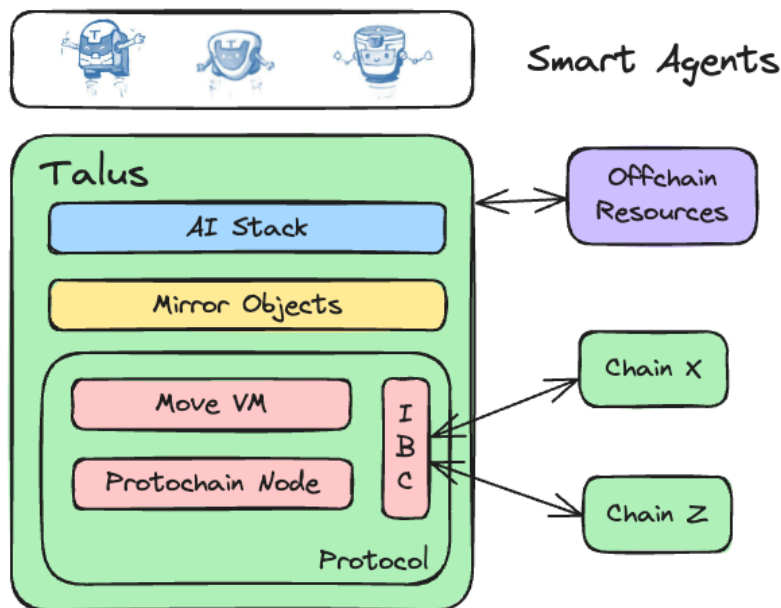 Smart Agents
Talus
AI Stack
Mirror Objects
Move VM
Protochain Node
I
B
C
Protocol
Offchain
Resources
Chain X
Chain Z
T
T